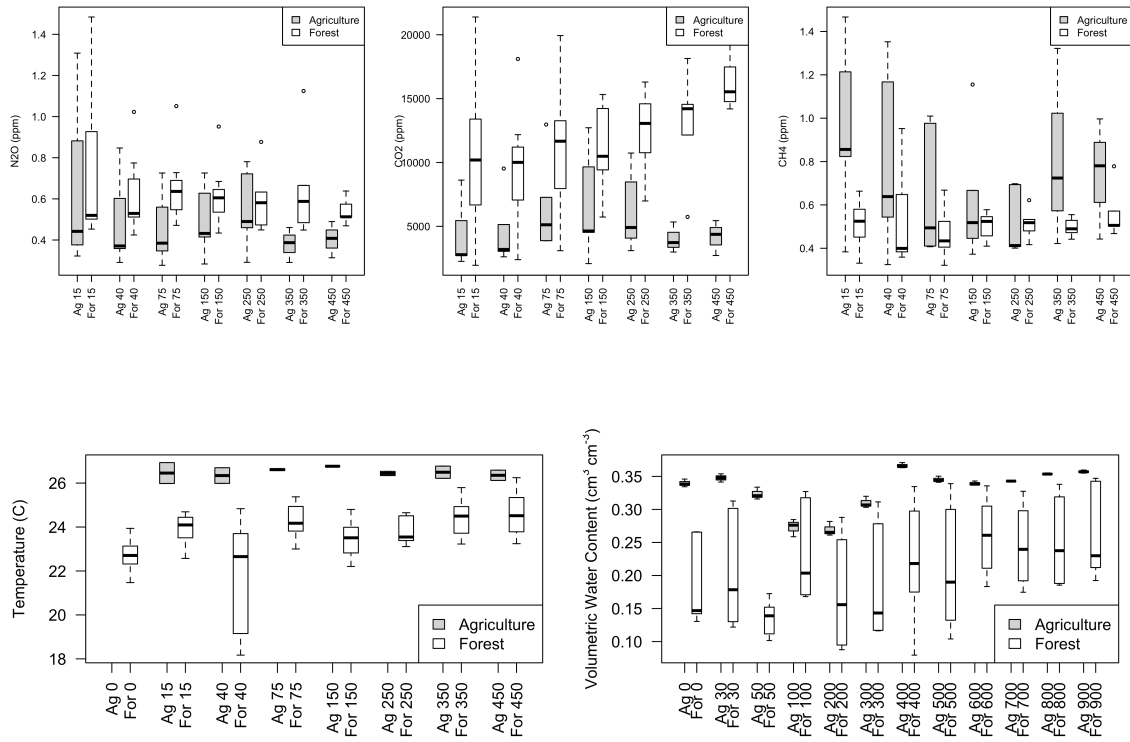 N2O (ppm)
1.4
1.2
1.0
0.8
0.6
0.4
Agriculture
Forest
Ag 15
For 15
Ag 40
For 40
Ag 75
For 75
Ag 150
For 150
Ag 250
For 250
Ag 350
For 350
Ag 450
For 450
CO2 (ppm)
20000
15000
10000
5000
Agriculture
Forest
Ag 15
For 15
Ag 40
For 40
Ag 75
For 75
Ag 150
For 150
Ag 250
For 250
Ag 350
For 350
Ag 450
For 450
CH4 (ppm)
1.4
1.2
1.0
0.8
0.6
0.4
Agriculture
Forest
Ag 15
For 15
Ag 40
For 40
Ag 75
For 75
Ag 150
For 150
Ag 250
For 250
Ag 350
For 350
Ag 450
For 450
Temperature (C)
26
24
22
20
18
Agriculture
Forest
Ag 0
For 0
Ag 15
For 15
Ag 40
For 40
Ag 75
For 75
Ag 150
For 150
Ag 250
For 250
Ag 350
For 350
Ag 450
For 450
Volumetric Water Content (cm³ cm⁻³)
0.35
0.30
0.25
0.20
0.15
0.10
Agriculture
Forest
Ag 0
For 0
Ag 30
For 30
Ag 50
For 50
Ag 100
For 100
Ag 200
For 200
Ag 300
For 300
Ag 400
For 400
Ag 500
For 500
Ag 600
For 600
Ag 700
For 700
Ag 800
For 800
Ag 900
For 900